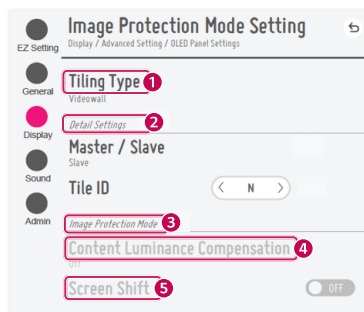 Image Protection Mode Setting
Display / Advanced Setting / OLED Panel Settings
EZ Setting
General
Display
Sound
Admin
Tiling Type 1
Videowall
Detail Settings 2
Master / Slave
Slave
Tile ID
N
Image Protection Mode 3
Content Luminance Compensation 4
Off
Screen Shift 5
OFF